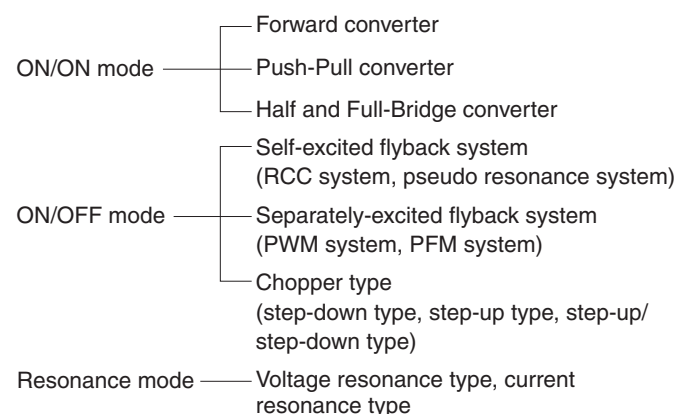 Forward converter
ON/ON mode
Push-Pull converter
Half and Full-Bridge converter
Self-excited flyback system
(RCC system, pseudo resonance system)
ON/OFF mode
Separately-excited flyback system
(PWM system, PFM system)
Chopper type
(step-down type, step-up type, step-up/
step-down type)
Resonance mode
Voltage resonance type, current
resonance type